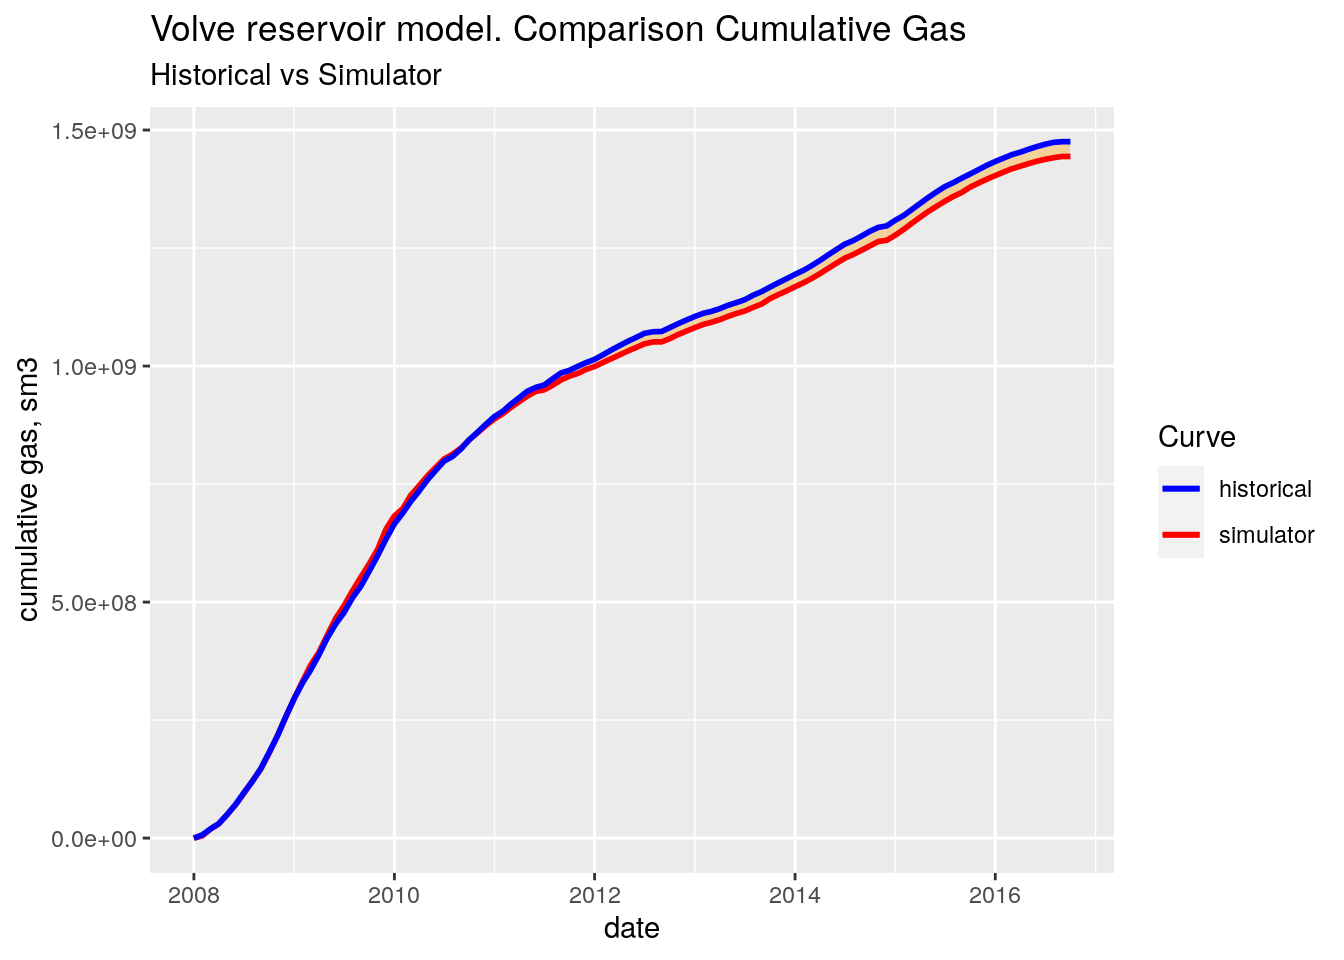 Volve reservoir model. Comparison Cumulative Gas
Historical vs Simulator
cumulative gas, sm3
1.5e+09
1.0e+09
5.0e+08
0.0e+00
2008 2010 2012 2014 2016
date
Curve
historical
simulator